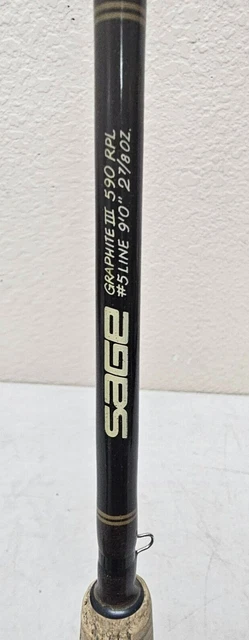 sage
GRAPHITE III 590 RPL
#5 LINE 9'0" 2 7/8 OZ.